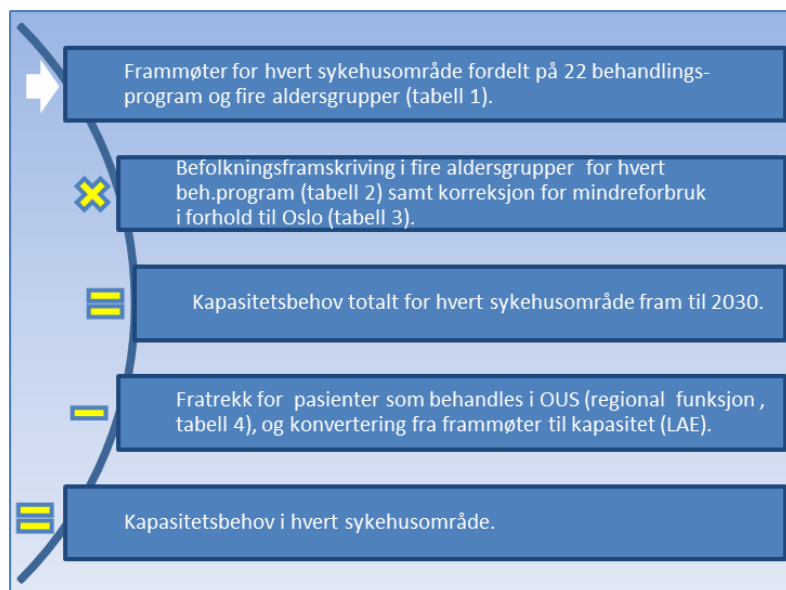 Frammøter for hvert sykehusområde fordelt på 22 behandlings-
program og fire aldersgrupper (tabell 1).
Befolkningsframskriving i fire aldersgrupper for hvert
beh.program (tabell 2) samt korreksjon for mindreforbruk
i forhold til Oslo (tabell 3).
Kapasitetsbehov totalt for hvert sykehusområde fram til 2030.
Fratrekk for pasienter som behandles i OUS (regional funksjon ,
tabell 4), og konvertering fra frammøter til kapasitet (LAE).
Kapasitetsbehov i hvert sykehusområde.